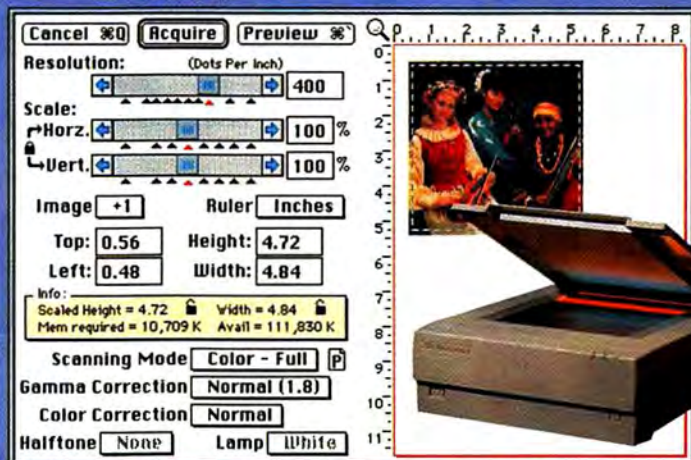 Cancel ⌘Q Acquire Preview ⌘`
Resolution: (Dots Per Inch)
400
Scale:
Horz. 100 %
Vert. 100 %
Image +1 Ruler Inches
Top: 0.56 Height: 4.72
Left: 0.48 Width: 4.84
Info:
Scaled Height = 4.72 Width = 4.84
Mem required = 10,709 K Avail = 111,830 K
Scanning Mode Color - Full P
Gamma Correction Normal (1.8)
Color Correction Normal
Halftone None Lamp White
0 1 2 3 4 5 6 7 8
0
1
2
3
4
5
6
7
8
9
10
11